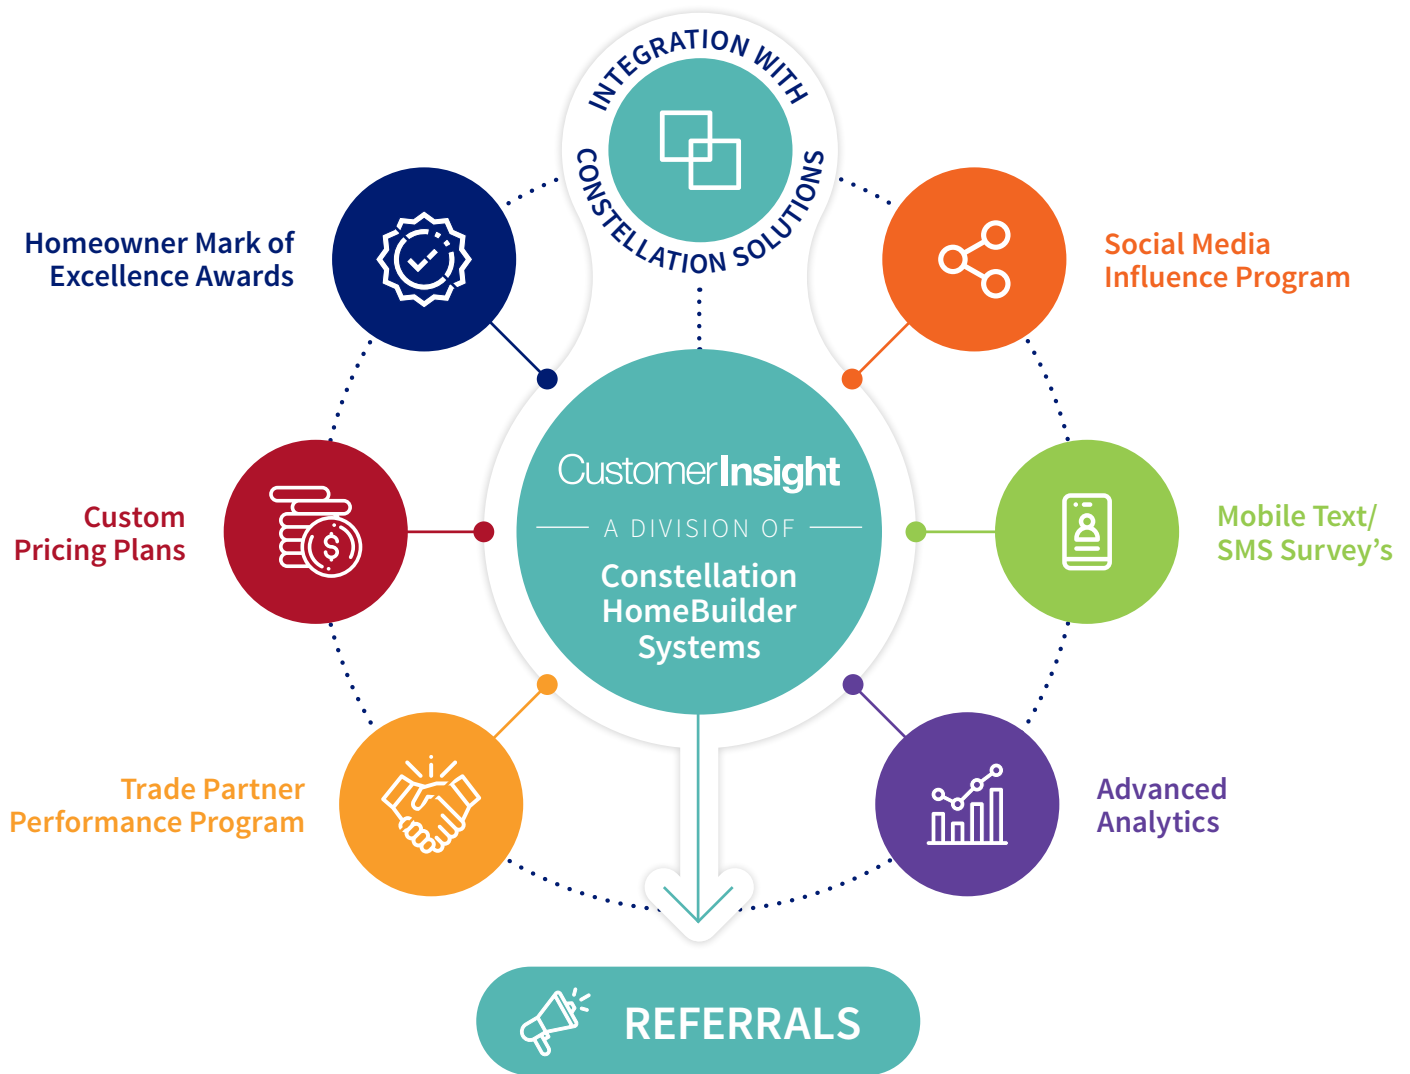 INTEGRATION WITH
CONSTELLATION SOLUTIONS
Homeowner Mark of
Excellence Awards
Social Media
Influence Program
Custom
Pricing Plans
$
CustomerInsight
A DIVISION OF
Constellation
HomeBuilder
Systems
Mobile Text/
SMS Survey’s
Trade Partner
Performance Program
Advanced
Analytics
REFERRALS